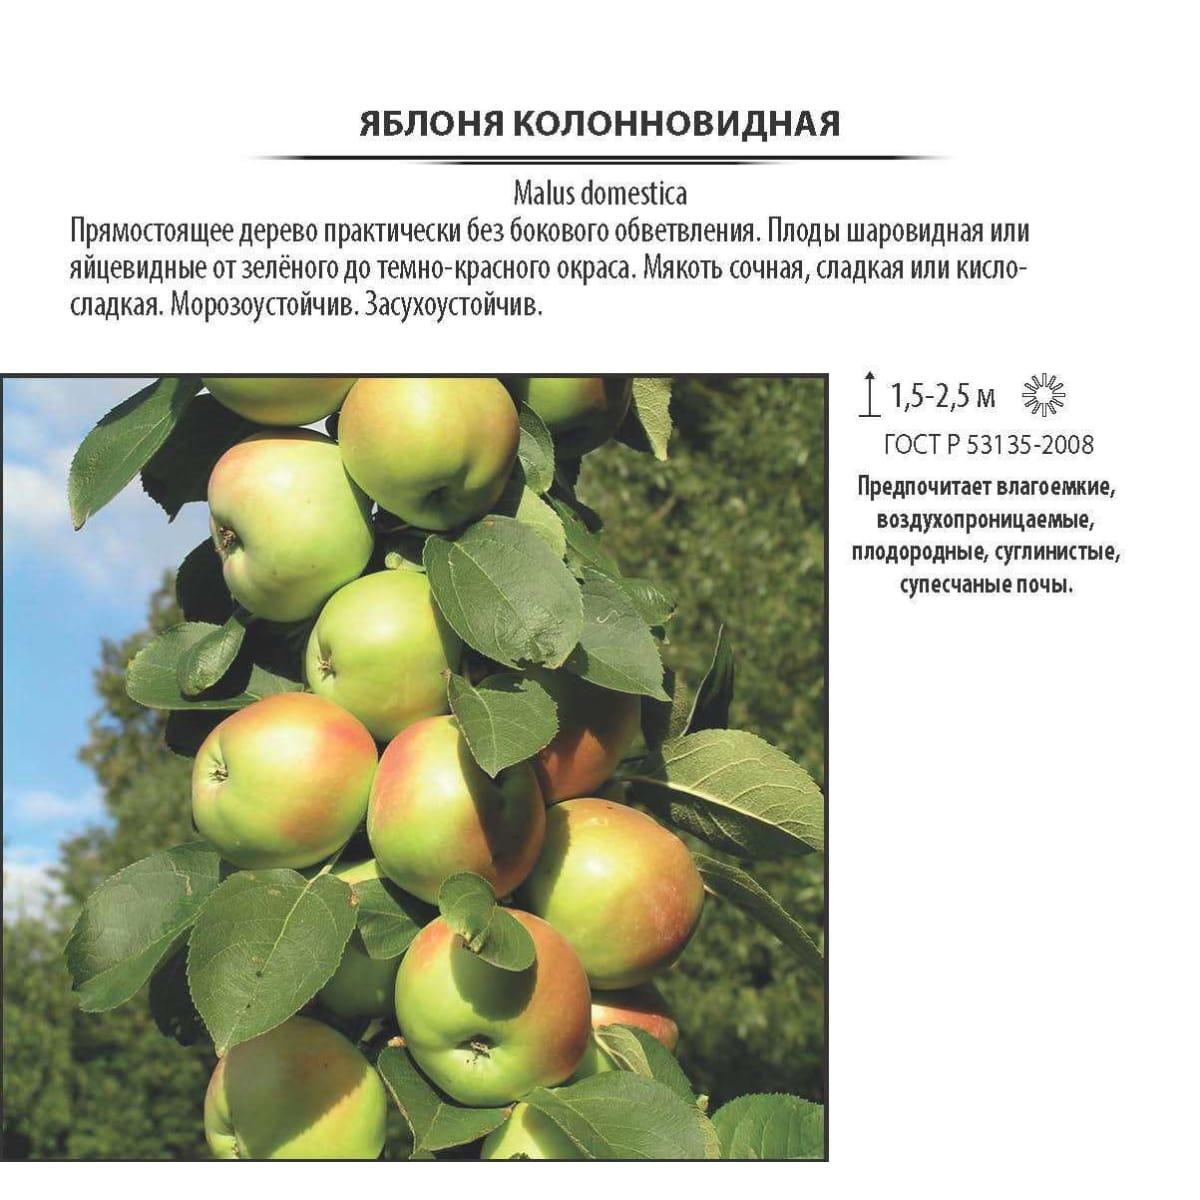 ЯБЛОНЯ КОЛОННОВИДНАЯ
Malus domestica
Прямостоящее дерево практически без бокового обветвления. Плоды шаровидная или
яйцевидные от зелёного до темно-красного окраса. Мякоть сочная, сладкая или кисло-
сладкая. Морозоустойчив. Засухоустойчив.
1,5-2,5 м
ГОСТ Р 53135-2008
Предпочитает влагоемкие,
воздухопроницаемые,
плодородные, суглинистые,
супесчаные почы.